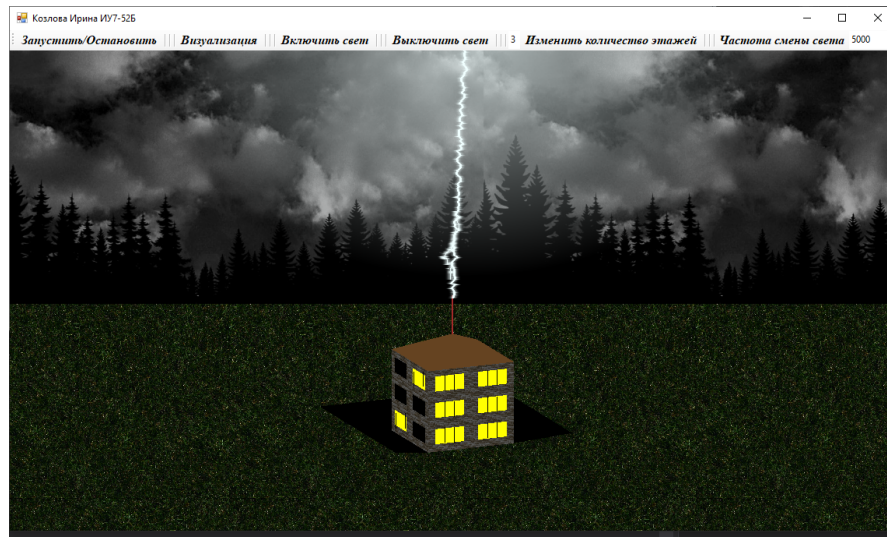 Козлова Ирина ИУ7-52Б
Запустить/Остановить Визуализация Включить свет Выключить свет 3 Изменить количество этажей Частота смены света 5000